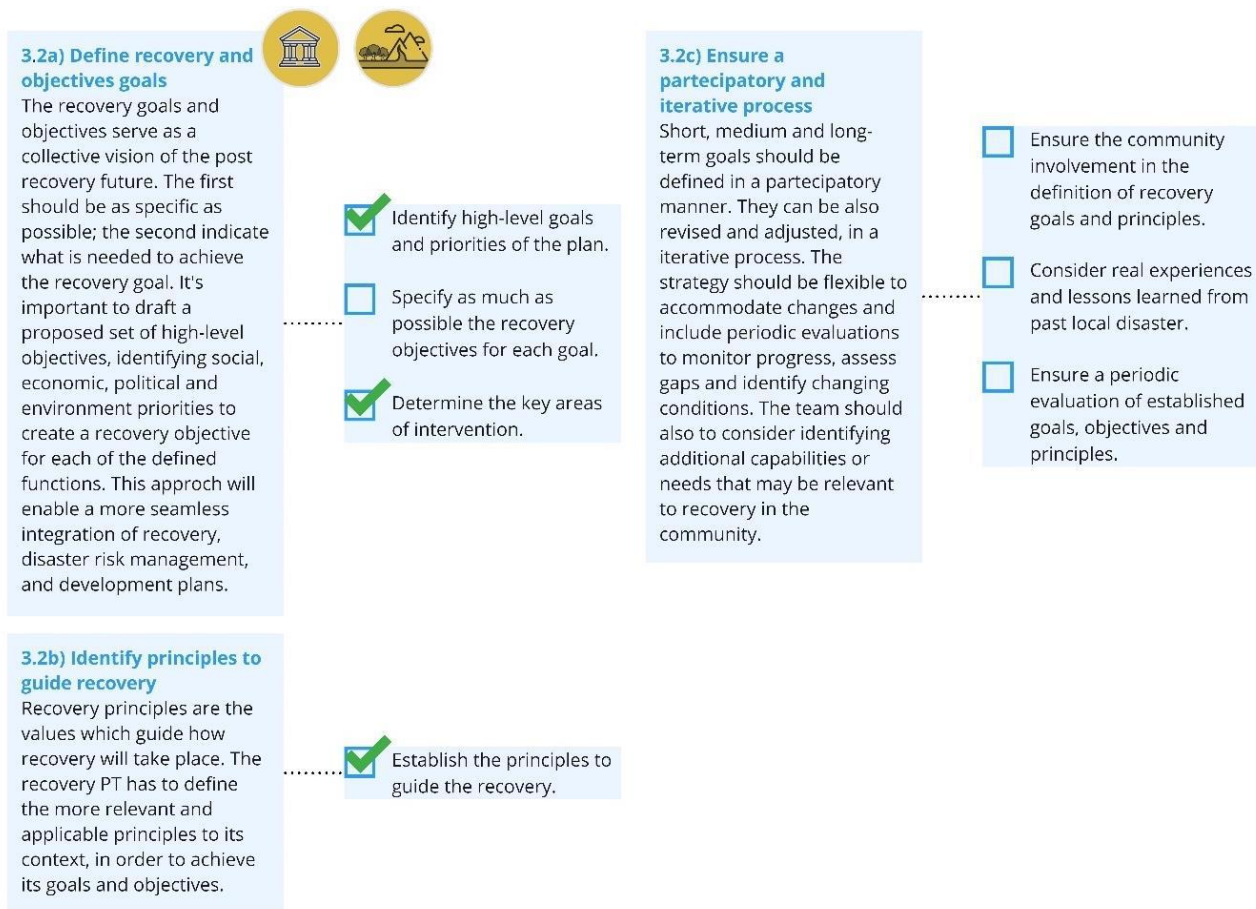 3.2a) Define recovery and
objectives goals
The recovery goals and
objectives serve as a
collective vision of the post
recovery future. The first
should be as specific as
possible; the second indicate
what is needed to achieve
the recovery goal. It's
important to draft a
proposed set of high-level
objectives, identifying social,
economic, political and
environment priorities to
create a recovery objective
for each of the defined
functions. This approch will
enable a more seamless
integration of recovery,
disaster risk management,
and development plans.
Identify high-level goals
and priorities of the plan.
Specify as much as
possible the recovery
objectives for each goal.
Determine the key areas
of intervention.
3.2b) Identify principles to
guide recovery
Recovery principles are the
values which guide how
recovery will take place. The
recovery PT has to define
the more relevant and
applicable principles to its
context, in order to achieve
its goals and objectives.
Establish the principles to
guide the recovery.
3.2c) Ensure a
partecipatory and
iterative process
Short, medium and long-
term goals should be
defined in a partecipatory
manner. They can be also
revised and adjusted, in a
iterative process. The
strategy should be flexible to
accommodate changes and
include periodic evaluations
to monitor progress, assess
gaps and identify changing
conditions. The team should
also to consider identifying
additional capabilities or
needs that may be relevant
to recovery in the
community.
Ensure the community
involvement in the
definition of recovery
goals and principles.
Consider real experiences
and lessons learned from
past local disaster.
Ensure a periodic
evaluation of established
goals, objectives and
principles.